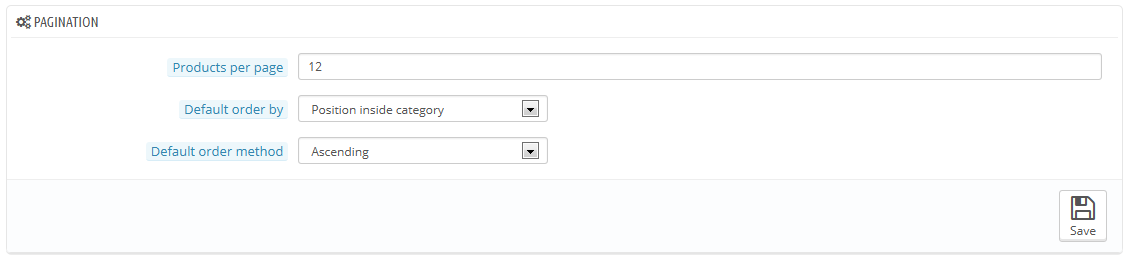 PAGINATION
Products per page 12
Default order by Position inside category
Default order method Ascending
Save